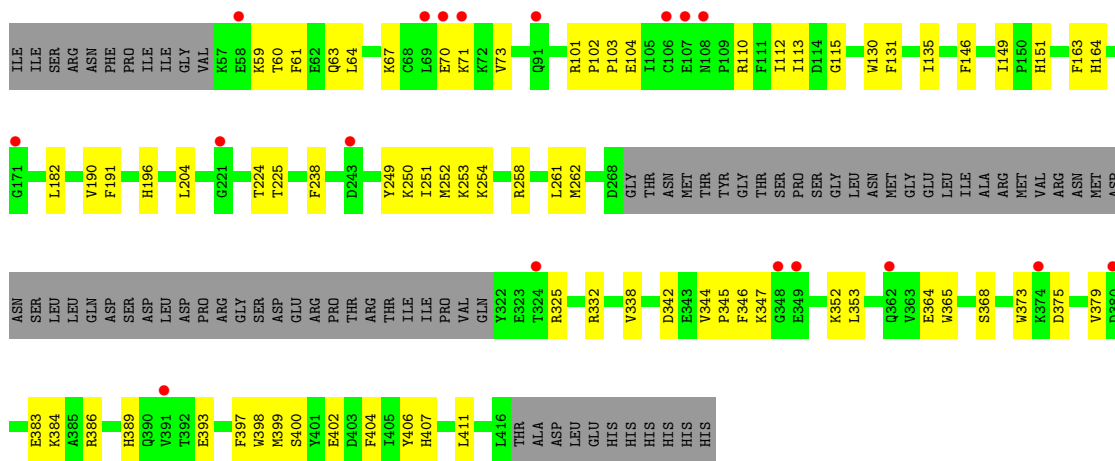 ILE ILE SER ARG ASN PHE PRO PRO ILE ILE GLY VAL K57 E58 K59 T60 F61 E62 Q63 L64 K67 C68 L69 E70 K71 K72 V73 Q91 R101 P102 P103 E104 I105 C106 E107 N108 P109 R110 F111 I112 I113 D114 G115 W130 F131 I135 F146 I149 P150 H151 F163 H164
G171 L182 V190 F191 H196 L204 G221 T224 T225 F238 D243 Y249 K250 I251 M252 K253 K254 R258 L261 M262 D268 GLY THR ASN MET THR TYR GLY THR SER PRO SER GLY LEU ASN MET GLY GLU LEU ILE ALA ARG MET VAL ARG ASN MET ASP
ASN SER LEU LEU GLN ASP SER ASP LEU ASP PRO ARG GLY SER ASP GLU ARG PRO THR ARG THR ILE ILE PRO VAL GLN Y322 E323 T324 R325 R332 V338 D342 E343 V344 P345 F346 K347 G348 E349 K352 L353 Q362 V363 E364 W365 S368 W373 K374 D375 V379 D380
E383 K384 A385 R386 H389 Q390 V391 T392 E393 F397 W398 M399 S400 Y401 E402 D403 F404 I405 Y406 H407 L411 L416 THR ALA ASP LEU GLU HIS HIS HIS HIS HIS HIS